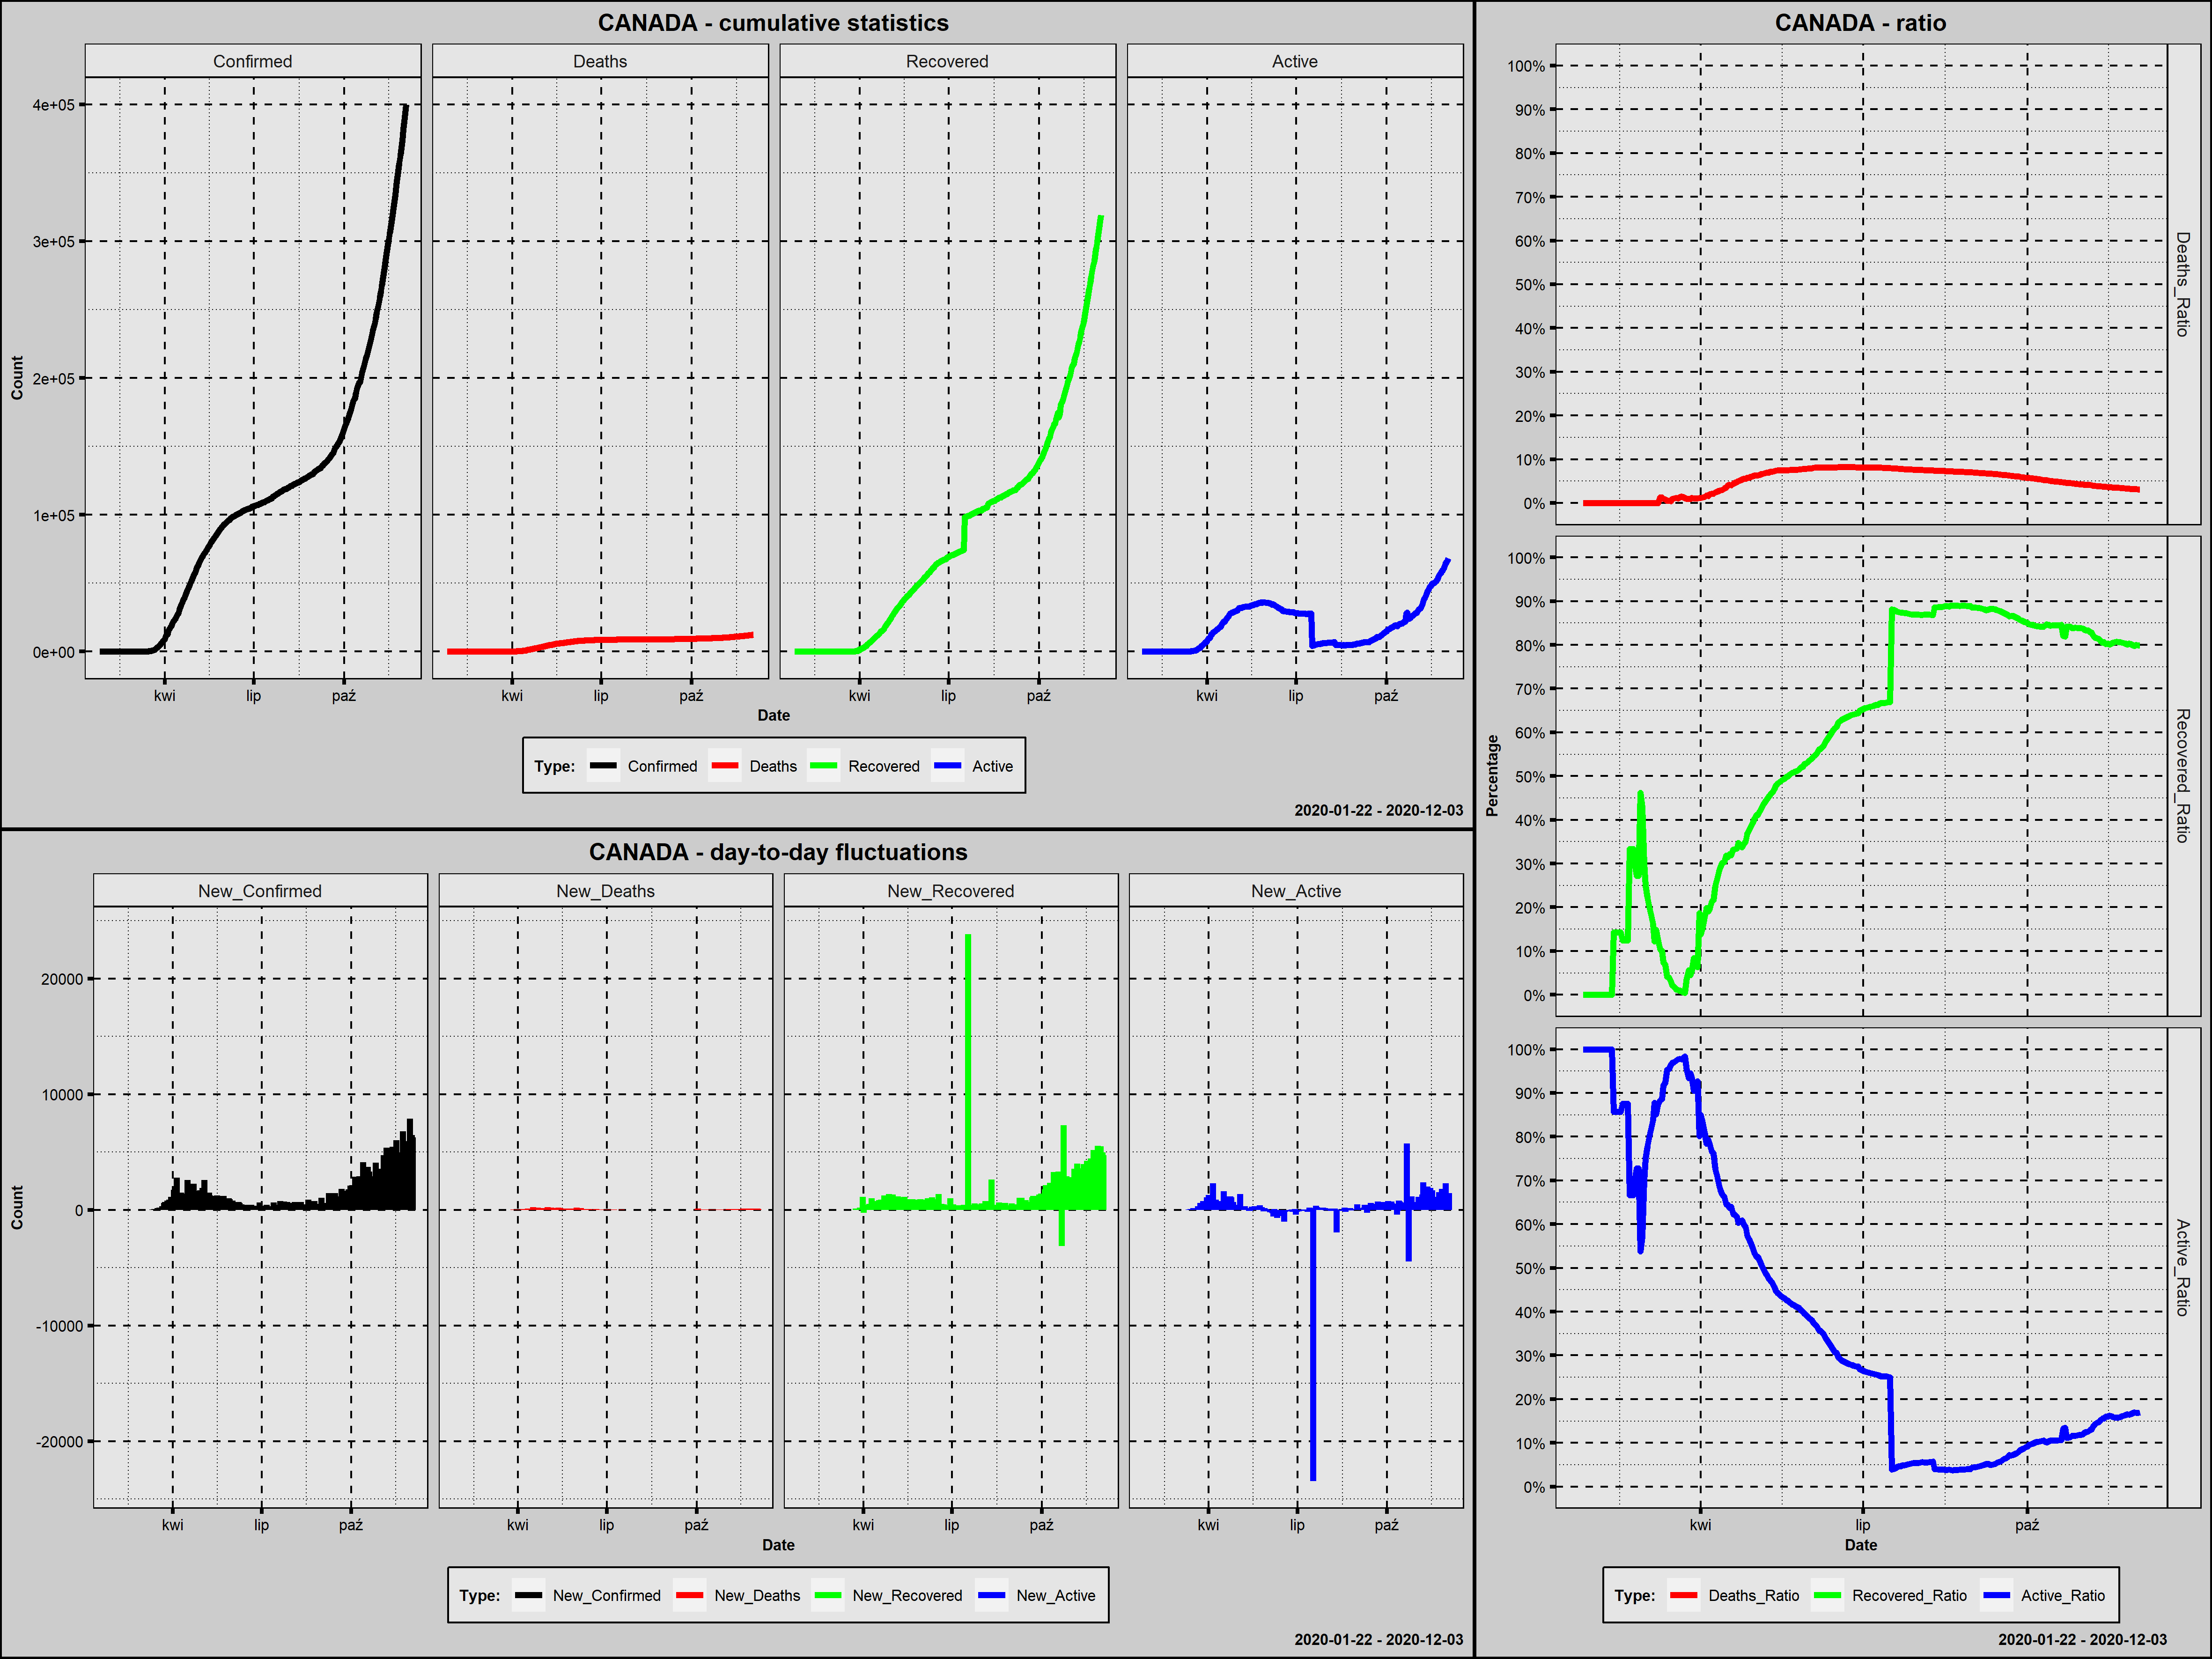 CANADA - cumulative statistics
Confirmed Deaths Recovered Active
Count
4e+05
3e+05
2e+05
1e+05
0e+00
kwi lip paź kwi lip paź kwi lip paź kwi lip paź
Date
Type: Confirmed Deaths Recovered Active
2020-01-22 - 2020-12-03
CANADA - day-to-day fluctuations
New_Confirmed New_Deaths New_Recovered New_Active
Count
20000
10000
0
-10000
-20000
kwi lip paź kwi lip paź kwi lip paź kwi lip paź
Date
Type: New_Confirmed New_Deaths New_Recovered New_Active
2020-01-22 - 2020-12-03
CANADA - ratio
Percentage
100%
90%
80%
70%
60%
50%
40%
30%
20%
10%
0%
Deaths_Ratio
100%
90%
80%
70%
60%
50%
40%
30%
20%
10%
0%
Recovered_Ratio
100%
90%
80%
70%
60%
50%
40%
30%
20%
10%
0%
Active_Ratio
kwi lip paź
Date
Type: Deaths_Ratio Recovered_Ratio Active_Ratio
2020-01-22 - 2020-12-03